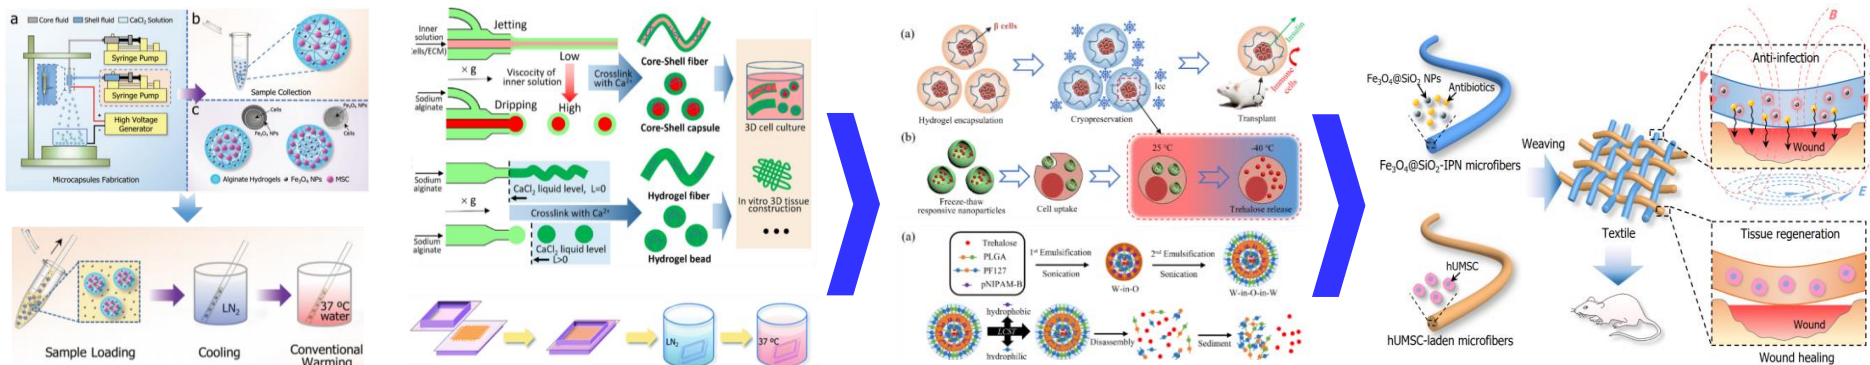 a
Core fluid
Shell fluid
CaCl₂ Solution
Syringe Pump
Syringe Pump
High Voltage
Generator
Microcapsules Fabrication
b
Sample Collection
c
Cells
Fe₃O₄ NPs
Fe₃O₄ NPs
Cells
Alginate Hydrogels
Fe₃O₄ NPs
MSC
LN₂
37 ºC
water
Sample Loading
Cooling
Conventional
Warming
Jetting
Inner
solution
(cells/ECM)
× g
Viscosity of
inner solution
Low
High
Crosslink
with Ca²⁺
Sodium
alginate
Dripping
Core-Shell fiber
Core-Shell capsule
3D cell culture
Sodium
alginate
CaCl₂ liquid level, L=0
× g
Crosslink with Ca²⁺
Hydrogel fiber
In vitro 3D tissue
construction
Sodium
alginate
CaCl₂ liquid level
L>0
Hydrogel bead
LN₂
37 ºC
(a)
β cells
Hydrogel encapsulation
Ice
Cryopreservation
Insulin
Immune
cells
Transplant
(b)
Freeze-thaw
responsive nanoparticles
Cell uptake
25 °C
-40 °C
Trehalose release
(a)
Trehalose
PLGA
PF127
pNIPAM-B
1ˢᵗ Emulsification
Sonication
W-in-O
2ⁿᵈ Emulsification
Sonication
W-in-O-in-W
hydrophobic
LCST
hydrophilic
Disassembly
Sediment
Fe₃O₄@SiO₂ NPs
Antibiotics
Fe₃O₄@SiO₂-IPN microfibers
hUMSC
hUMSC-laden microfibers
Weaving
Textile
B
Anti-infection
Wound
E
Tissue regeneration
Wound
Wound healing